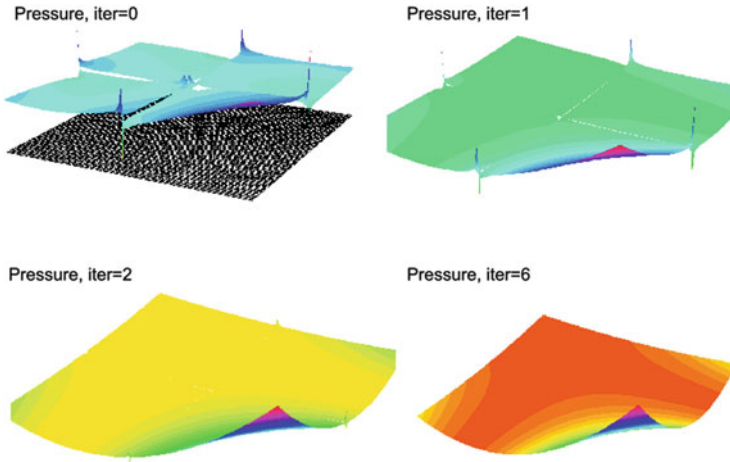 Pressure, iter=0
Pressure, iter=1
Pressure, iter=2
Pressure, iter=6